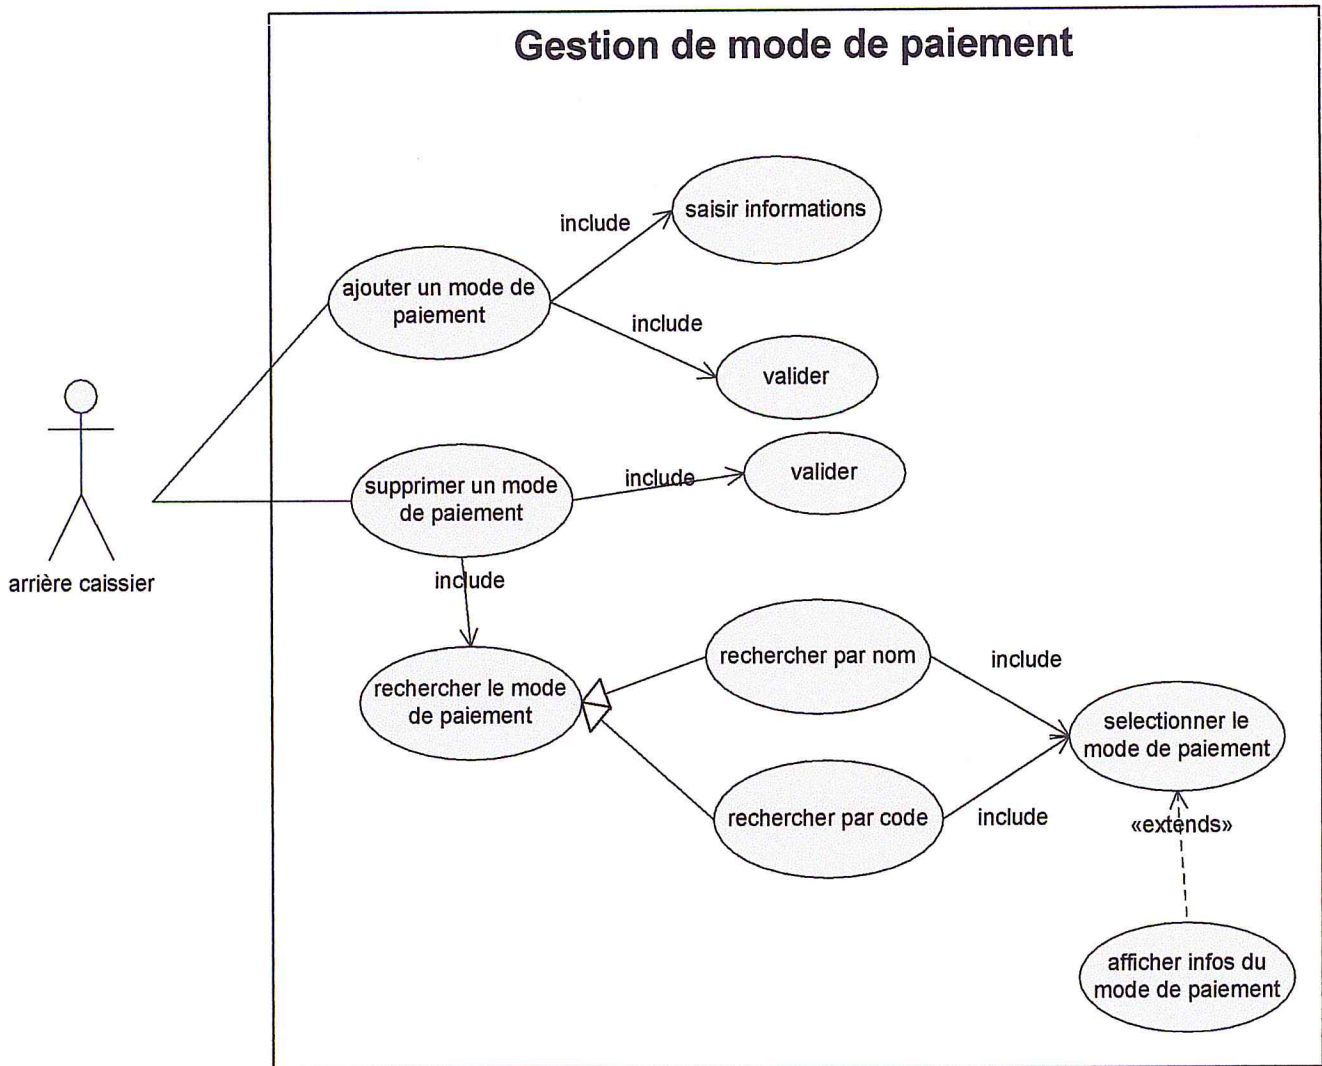 Gestion de mode de paiement
include
saisir informations
ajouter un mode de
paiement
include
valider
supprimer un mode
de paiement
include
valider
arrière caissier
include
rechercher le mode
de paiement
rechercher par nom
include
selectionner le
mode de paiement
rechercher par code
include
«extends»
afficher infos du
mode de paiement